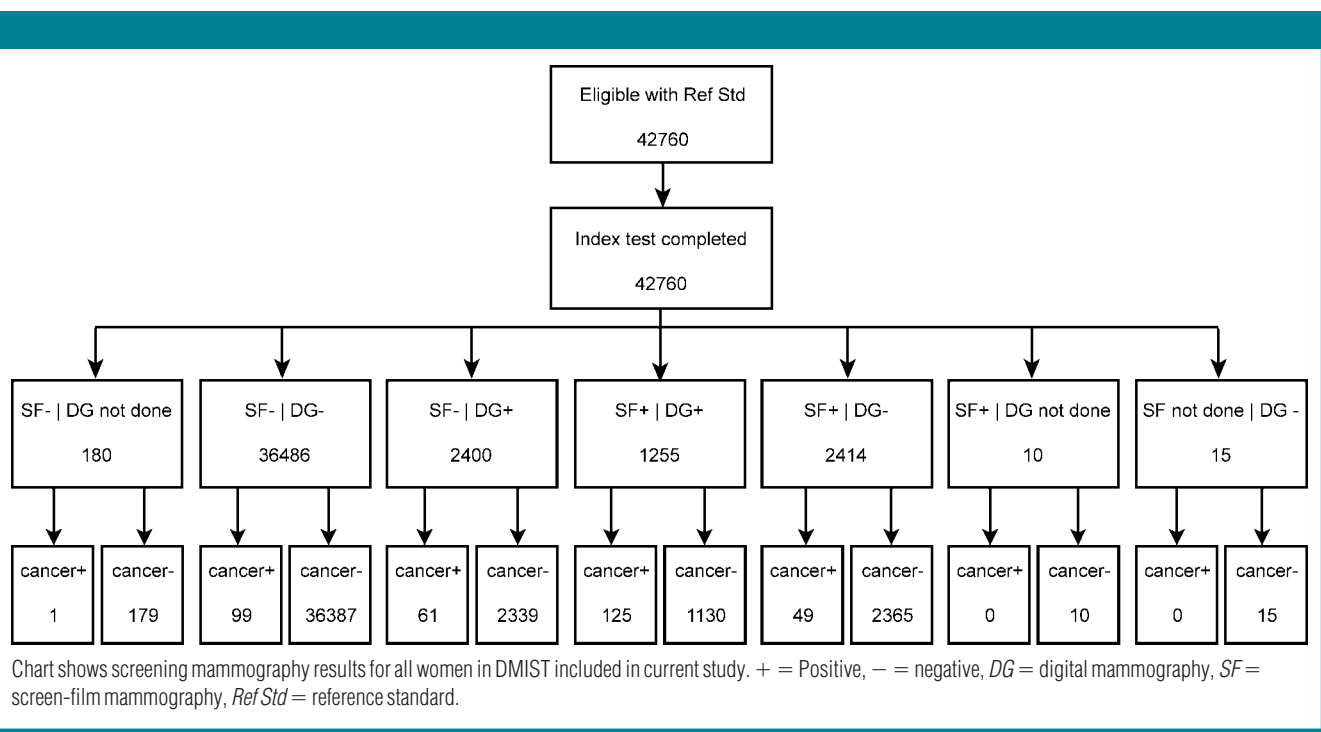 Eligible with Ref Std
42760
Index test completed
42760
SF- | DG not done
180
SF- | DG-
36486
SF- | DG+
2400
SF+ | DG+
1255
SF+ | DG-
2414
SF+ | DG not done
10
SF not done | DG -
15
cancer+
1
cancer-
179
cancer+
99
cancer-
36387
cancer+
61
cancer-
2339
cancer+
125
cancer-
1130
cancer+
49
cancer-
2365
cancer+
0
cancer-
10
cancer+
0
cancer-
15
Chart shows screening mammography results for all women in DMIST included in current study. + = Positive, − = negative, DG = digital mammography, SF =
screen-film mammography, Ref Std = reference standard.